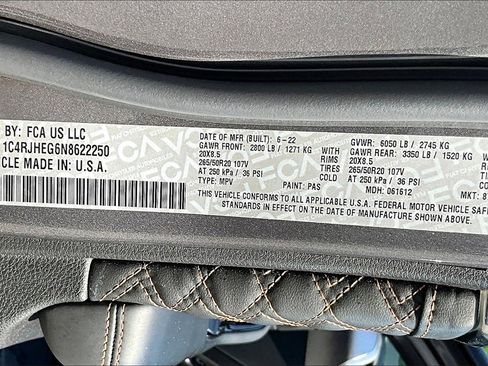 BY: FCA US LLC
1C4RJHEG6N8622250
CLE MADE IN U.S.A.
DATE OF MFR (BUILT): 6-22
GAWR FRONT: 2800 LB / 1271 KG
20X8.5
265/50R20 107V
AT 250 kPa / 36 PSI
TYPE: MPV PAINT: PAS
WITH
RIMS
TIRES
COLD
GVWR: 6050 LB / 2745 KG
GAWR REAR: 3350 LB / 1520 KG
20X8.5
265/50R20 107V
AT 250 kPa / 36 PSI
MDH: 061612
MKT:
THIS VEHICLE CONFORMS TO ALL APPLICABLE U.S.A. FEDERAL MOTOR VEHICLE SAFE
STANDARDS IN EFFECT ON THE DATE OF MANUFACTURE SHOWN ABOVE.